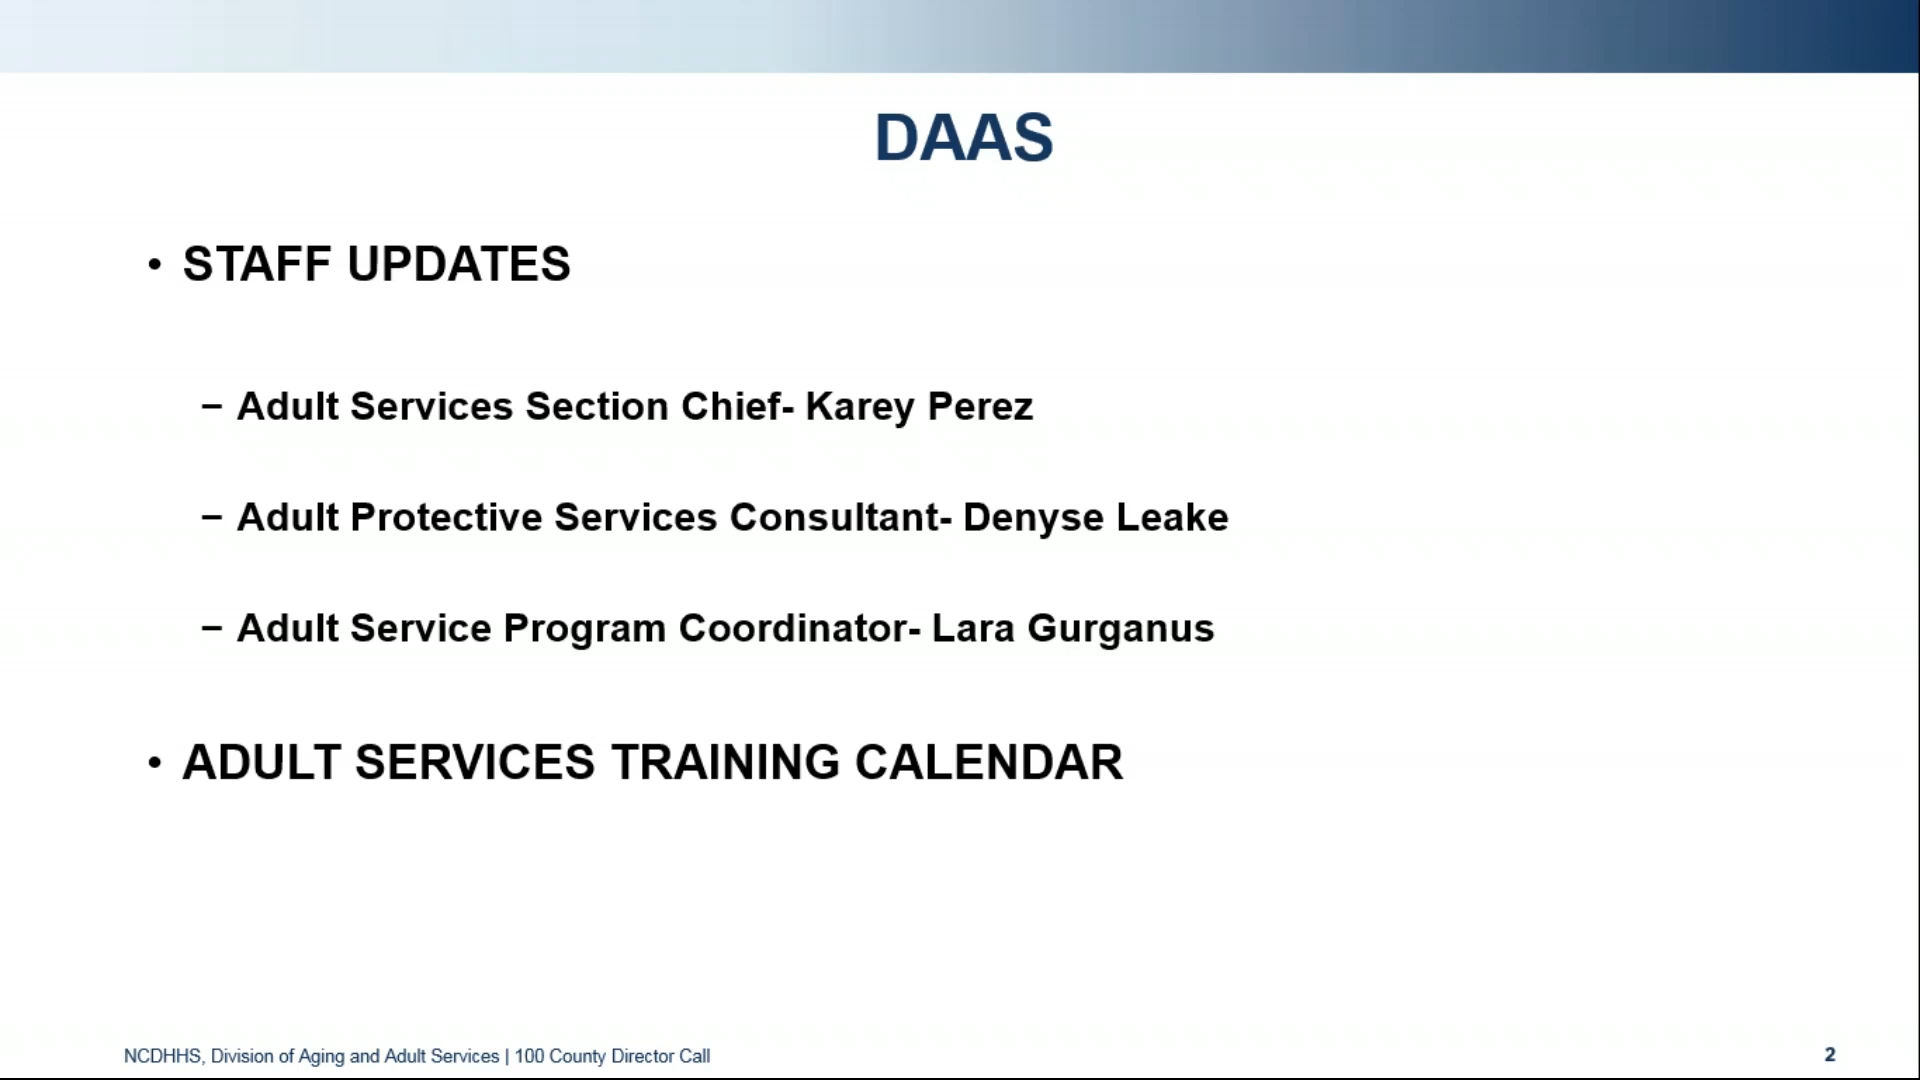 DAAS
• STAFF UPDATES
– Adult Services Section Chief- Karey Perez
– Adult Protective Services Consultant- Denyse Leake
– Adult Service Program Coordinator- Lara Gurganus
• ADULT SERVICES TRAINING CALENDAR
NCDHHS, Division of Aging and Adult Services | 100 County Director Call
2